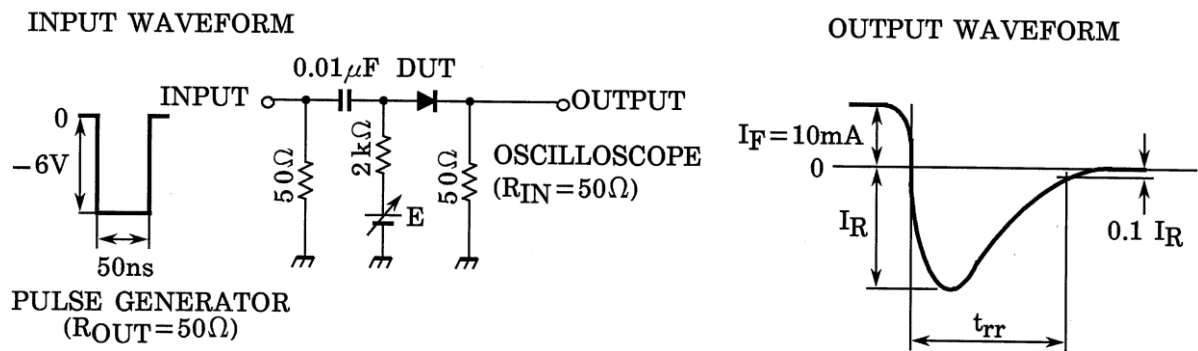 INPUT WAVEFORM
0
−6V
50ns
PULSE GENERATOR
(ROUT=50Ω)
0.01μF DUT
INPUT
OUTPUT
50Ω
2kΩ
E
50Ω
OSCILLOSCOPE
(RIN=50Ω)
OUTPUT WAVEFORM
IF=10mA
0
IR
0.1 IR
trr